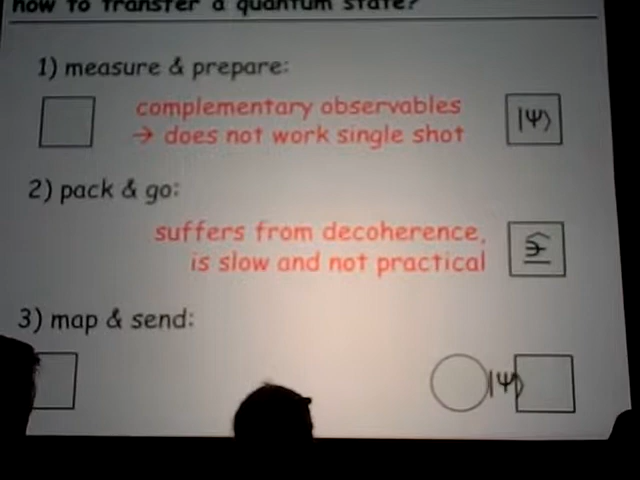 how to transfer a quantum state?
1) measure & prepare:
complementary observables
→ does not work single shot
|Ψ⟩
2) pack & go:
suffers from decoherence,
is slow and not practical
|Ψ⟩
3) map & send:
|Ψ⟩